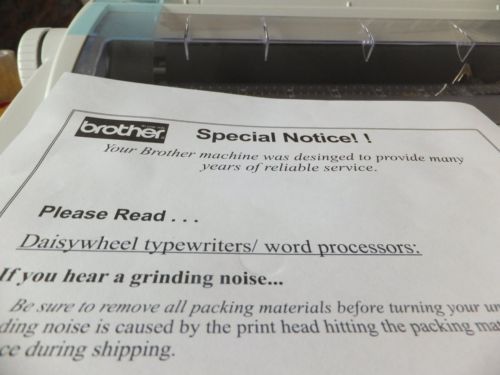 brother
Special Notice! !
Your Brother machine was desinged to provide many
years of reliable service.
Please Read . . .
Daisywheel typewriters/ word processors:
If you hear a grinding noise...
Be sure to remove all packing materials before turning your
ding noise is caused by the print head hitting the packing
ce during shipping.